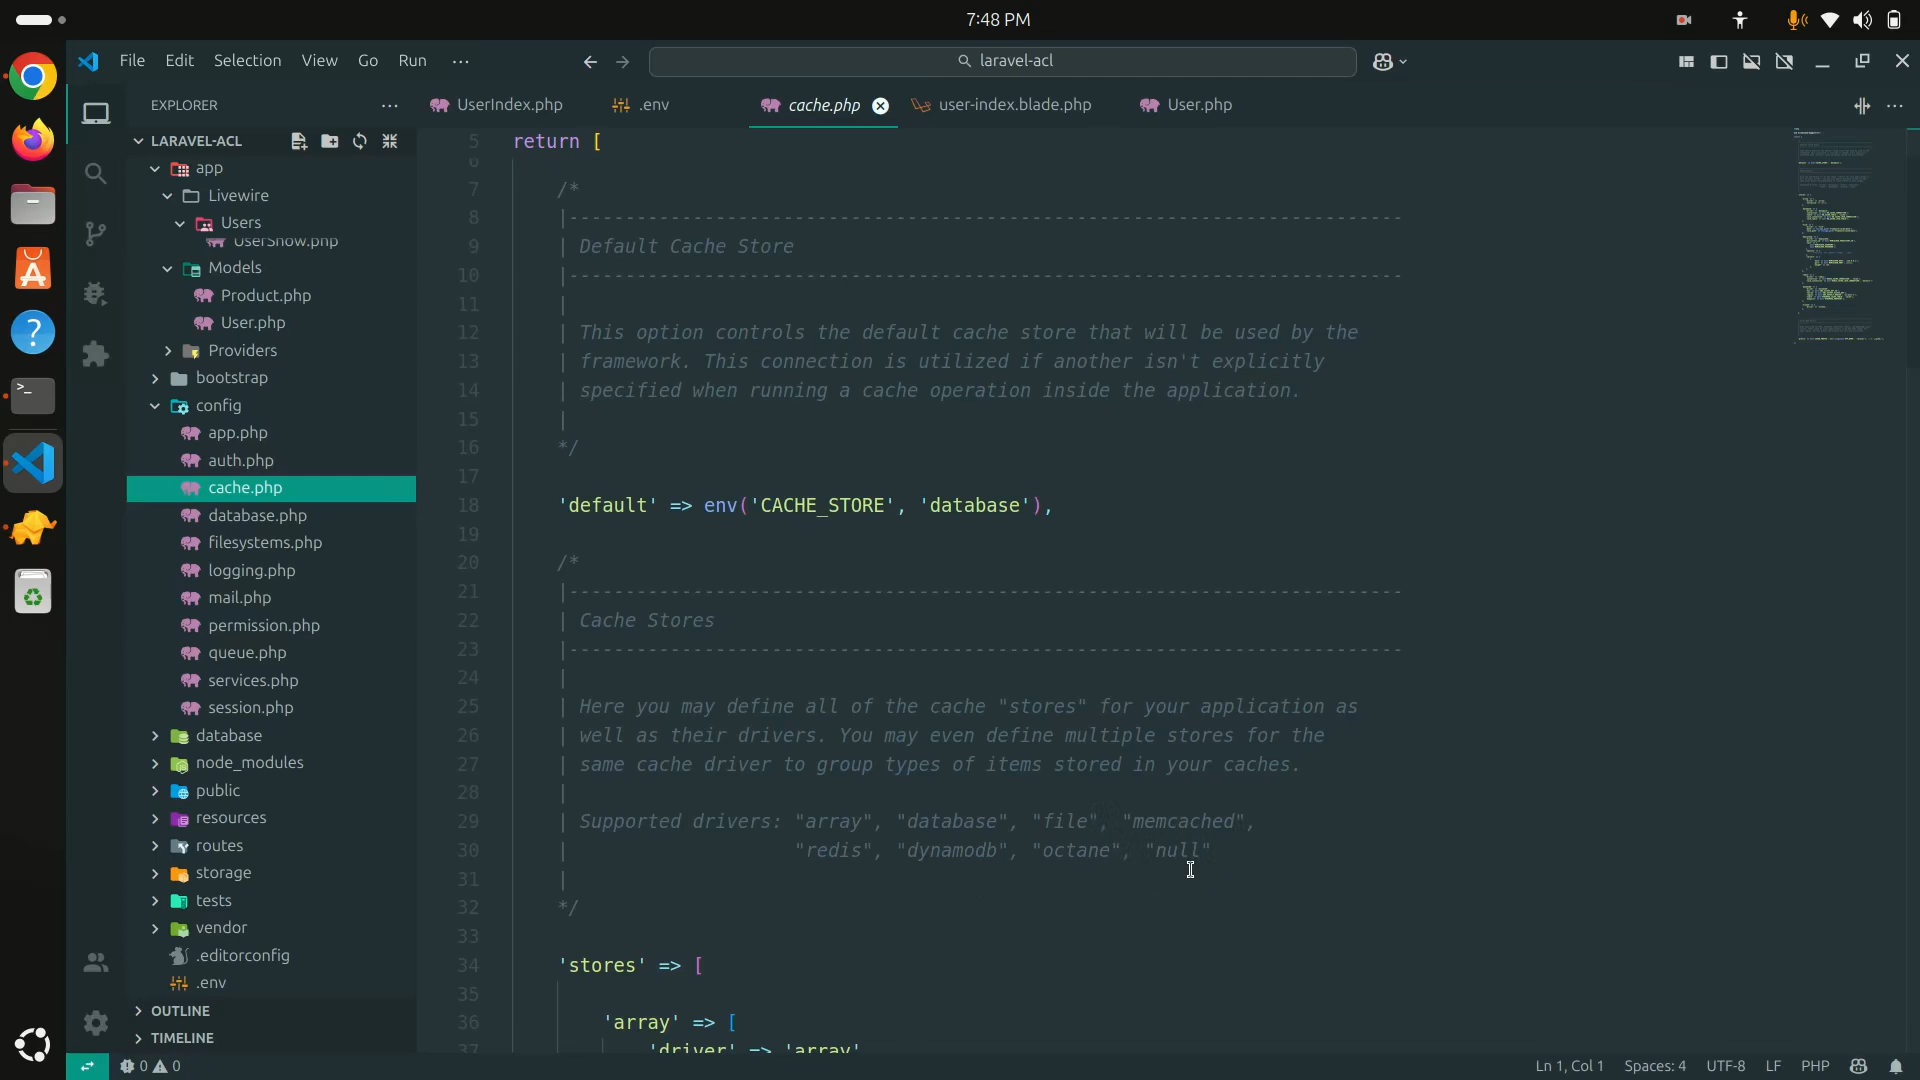 7:48 PM
File Edit Selection View Go Run ...
laravel-acl
EXPLORER
UserIndex.php
.env
cache.php
user-index.blade.php
User.php
LARAVEL-ACL
app
Livewire
Users
UserShow.php
Models
Product.php
User.php
Providers
bootstrap
config
app.php
auth.php
cache.php
database.php
filesystems.php
logging.php
mail.php
permission.php
queue.php
services.php
session.php
database
node_modules
public
resources
routes
storage
tests
vendor
.editorconfig
.env
OUTLINE
TIMELINE
5 return [
6
7 /*
8 |--------------------------------------------------------------------------
9 | Default Cache Store
10 |--------------------------------------------------------------------------
11 |
12 | This option controls the default cache store that will be used by the
13 | framework. This connection is utilized if another isn't explicitly
14 | specified when running a cache operation inside the application.
15 |
16 */
17
18 'default' => env('CACHE_STORE', 'database'),
19
20 /*
21 |--------------------------------------------------------------------------
22 | Cache Stores
23 |--------------------------------------------------------------------------
24 |
25 | Here you may define all of the cache "stores" for your application as
26 | well as their drivers. You may even define multiple stores for the
27 | same cache driver to group types of items stored in your caches.
28 |
29 | Supported drivers: "array", "database", "file", "memcached",
30 | "redis", "dynamodb", "octane", "null"
31 |
32 */
33
34 'stores' => [
35
36 'array' => [
37 'driver' => 'array'
0 0
Ln 1, Col 1 Spaces: 4 UTF-8 LF PHP